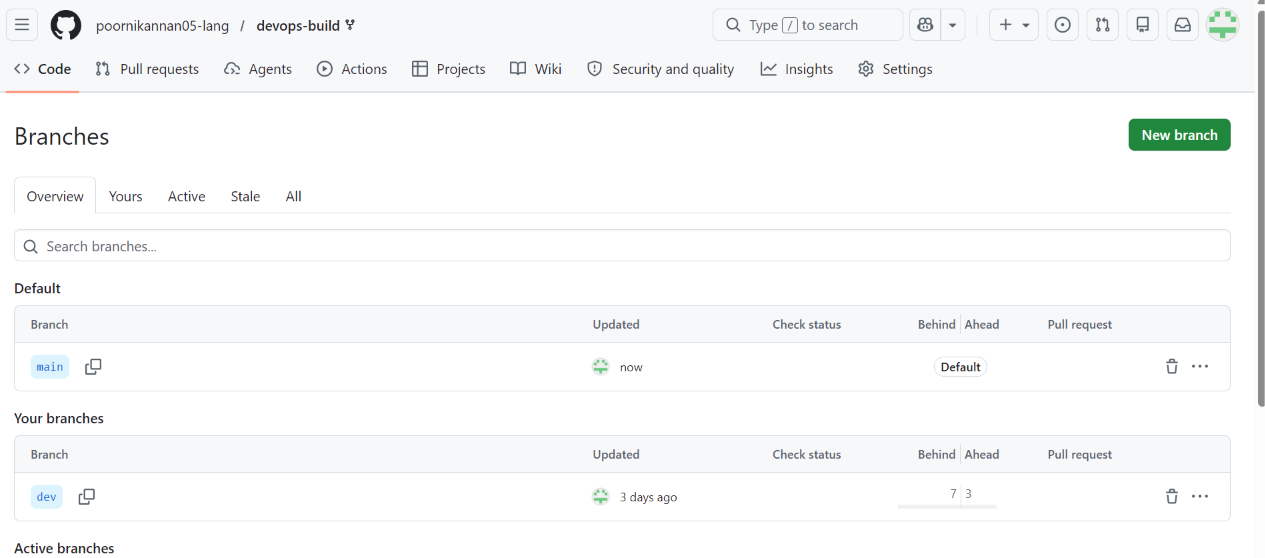 poornikannan05-lang / devops-build
Type / to search
Code Pull requests Agents Actions Projects Wiki Security and quality Insights Settings
Branches
New branch
Overview Yours Active Stale All
Search branches...
Default
Branch Updated Check status Behind Ahead Pull request
main now Default
Your branches
Branch Updated Check status Behind Ahead Pull request
dev 3 days ago 7 3
Active branches